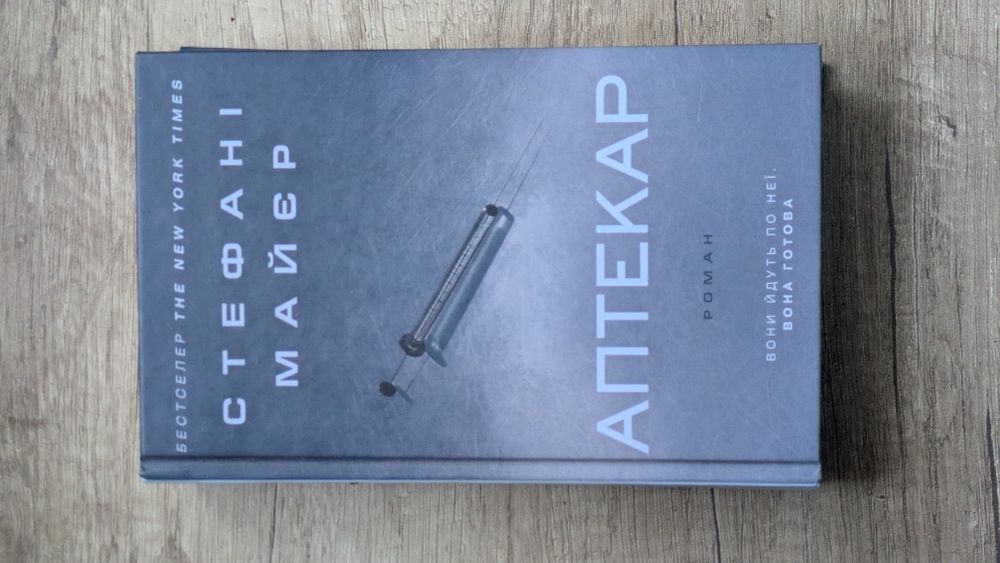 БЕСТСЕЛЕР THE NEW YORK TIMES
СТЕФАНІ
МАЙЄР
АПТЕКАР
РОМАН
ВОНИ ЙДУТЬ ПО НЕЇ.
ВОНА ГОТОВА